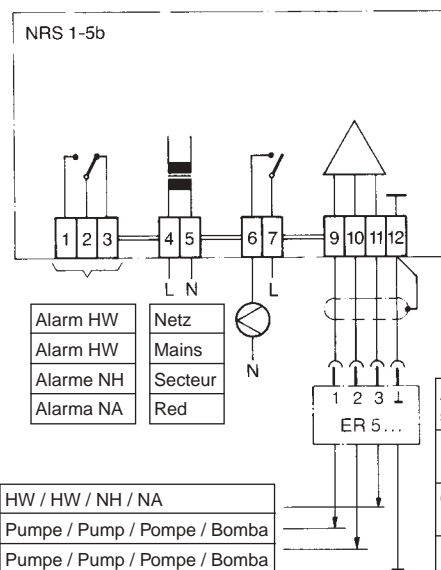 NRS 1-5b
1 2 3 4 5 6 7 9 10 11 12
L N L
N
Alarm HW Netz
Alarm HW Mains
Alarme NH Secteur
Alarma NA Red
1 2 3
ER 5...
HW / HW / NH / NA
Pumpe / Pump / Pompe / Bomba
Pumpe / Pump / Pompe / Bomba